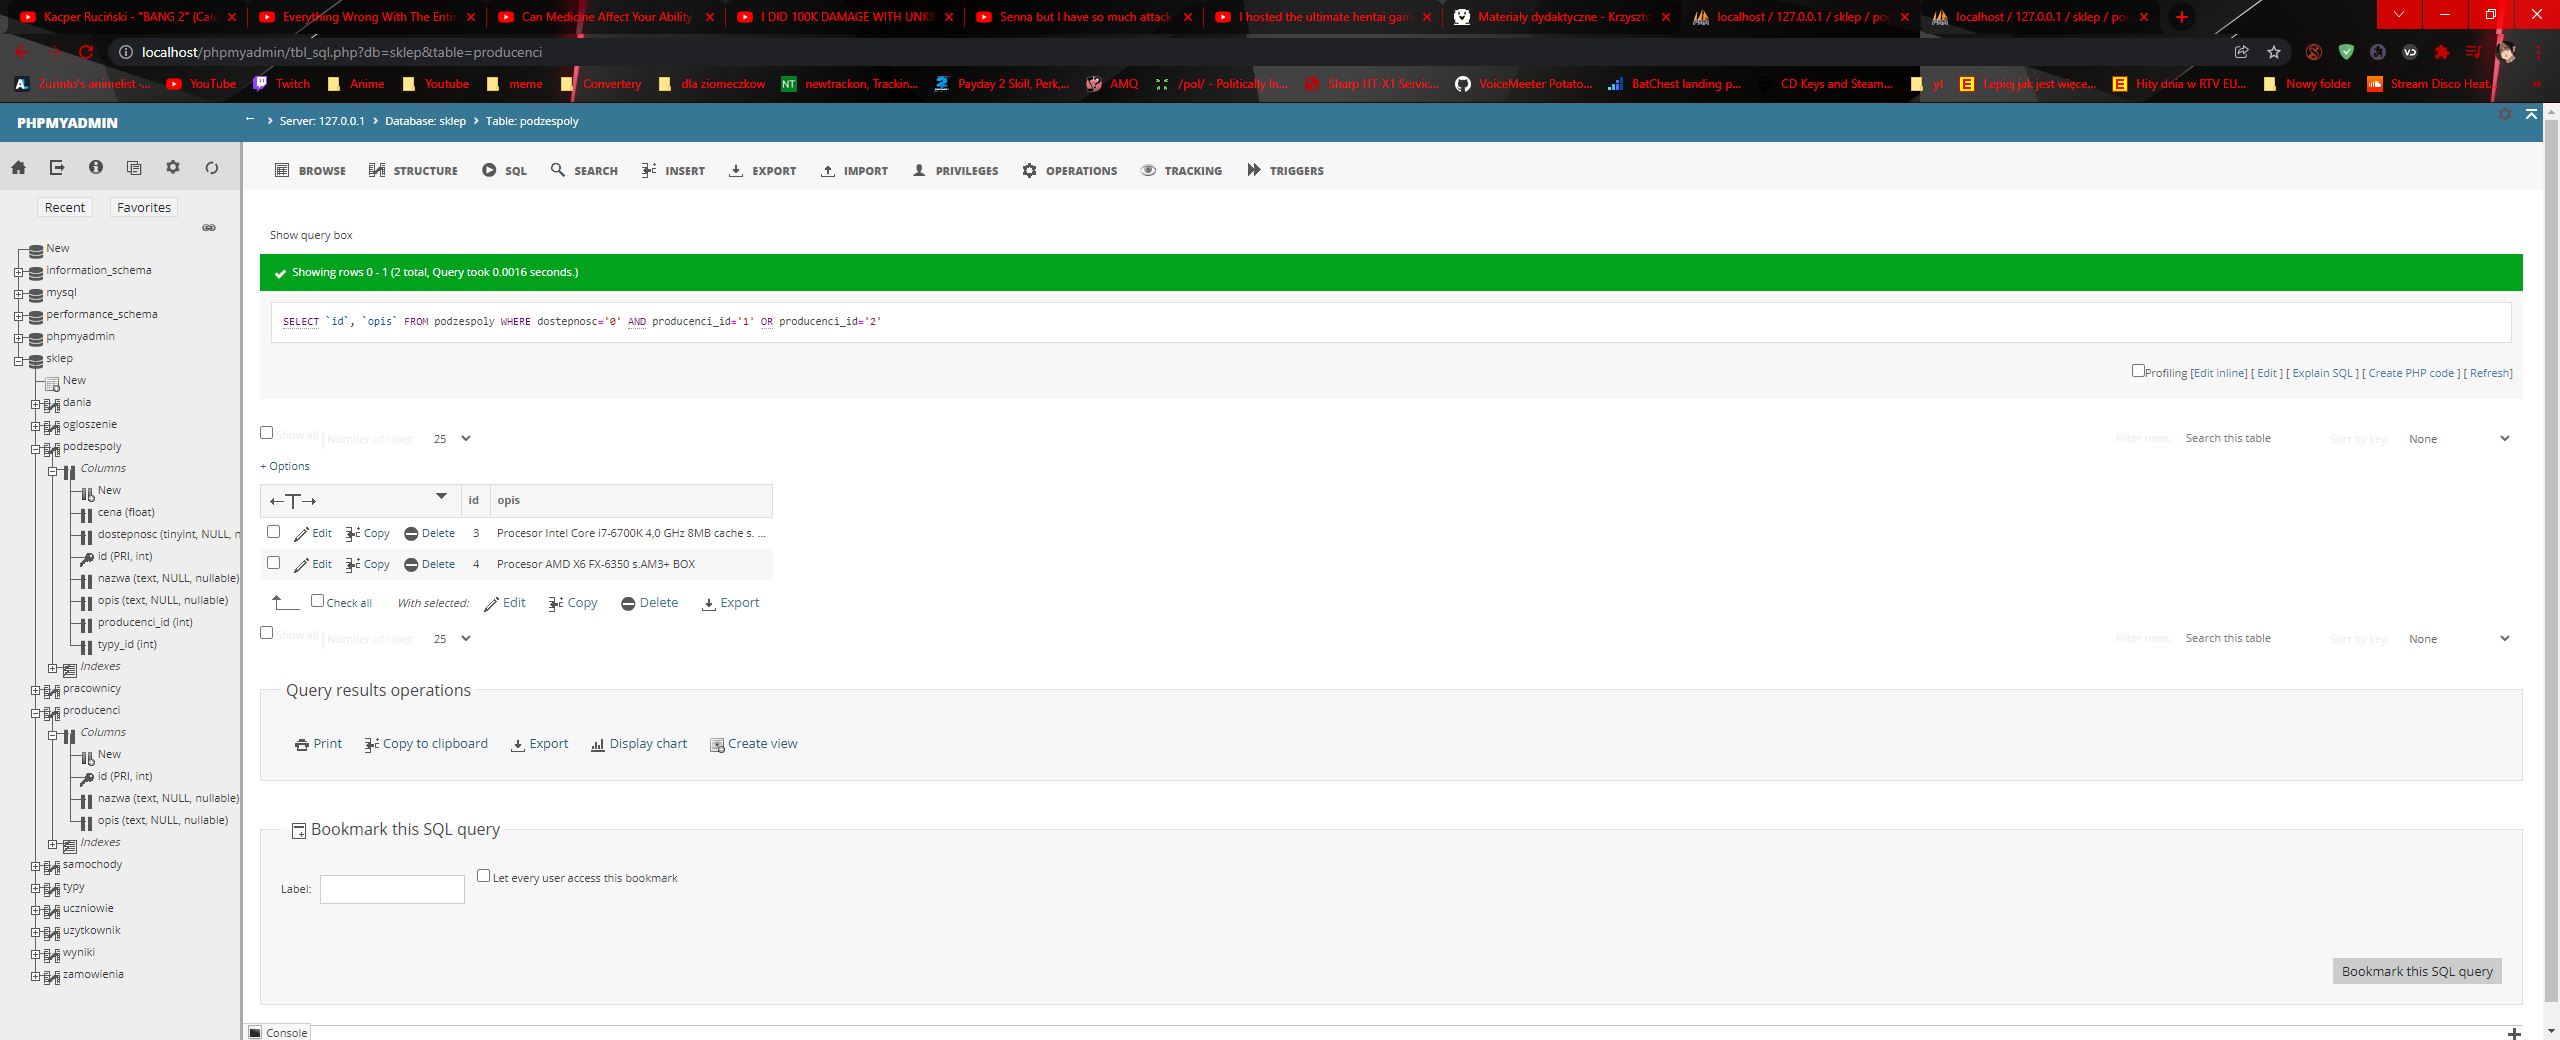 Kacper Ruciński - "BANG 2" (Całe
Everything Wrong With The Entir
Can Medicine Affect Your Ability
I DID 100K DAMAGE WITH UNKI
Senna but I have so much attack
I hosted the ultimate hentai gam
Materiały dydaktyczne - Krzyszto
localhost / 127.0.0.1 / sklep / poc
localhost / 127.0.0.1 / sklep / poc
localhost/phpmyadmin/tbl_sql.php?db=sklep&table=producenci
Zurinto's animelist -...
YouTube
Twitch
Anime
Youtube
meme
Convertery
dla ziomeczkow
NT newtrackon, Trackin...
Payday 2 Skill, Perk,...
AMQ
/pol/ - Politically In...
Sharp HT-X1 Servic...
VoiceMeeter Potato...
BatChest landing p...
CD Keys and Steam...
yt
Lepiej jak jest więce...
Hity dnia w RTV EU...
Nowy folder
Stream Disco Heat...
PHPMYADMIN
Server: 127.0.0.1 > Database: sklep > Table: podzespoly
BROWSE STRUCTURE SQL SEARCH INSERT EXPORT IMPORT PRIVILEGES OPERATIONS TRACKING TRIGGERS
Recent Favorites
New
information_schema
mysql
performance_schema
phpmyadmin
sklep
New
dania
ogloszenie
podzespoly
Columns
New
cena (float)
dostepnosc (tinyint, NULL, n
id (PRI, int)
nazwa (text, NULL, nullable)
opis (text, NULL, nullable)
producenci_id (int)
typy_id (int)
Indexes
pracownicy
producenci
Columns
New
id (PRI, int)
nazwa (text, NULL, nullable)
opis (text, NULL, nullable)
Indexes
samochody
typy
uczniowie
uzytkownik
wyniki
zamowienia
Show query box
Showing rows 0 - 1 (2 total, Query took 0.0016 seconds.)
SELECT `id`, `opis` FROM podzespoly WHERE dostepnosc='0' AND producenci_id='1' OR producenci_id='2'
Profiling [Edit inline] [ Edit ] [ Explain SQL ] [ Create PHP code ] [ Refresh]
Show all Number of rows: 25 Filter rows: Search this table Sort by key: None
+ Options
id opis
Edit Copy Delete 3 Procesor Intel Core i7-6700K 4,0 GHz 8MB cache s. ...
Edit Copy Delete 4 Procesor AMD X6 FX-6350 s.AM3+ BOX
Check all With selected: Edit Copy Delete Export
Show all Number of rows: 25 Filter rows: Search this table Sort by key: None
Query results operations
Print Copy to clipboard Export Display chart Create view
Bookmark this SQL query
Label: Let every user access this bookmark
Bookmark this SQL query
Console